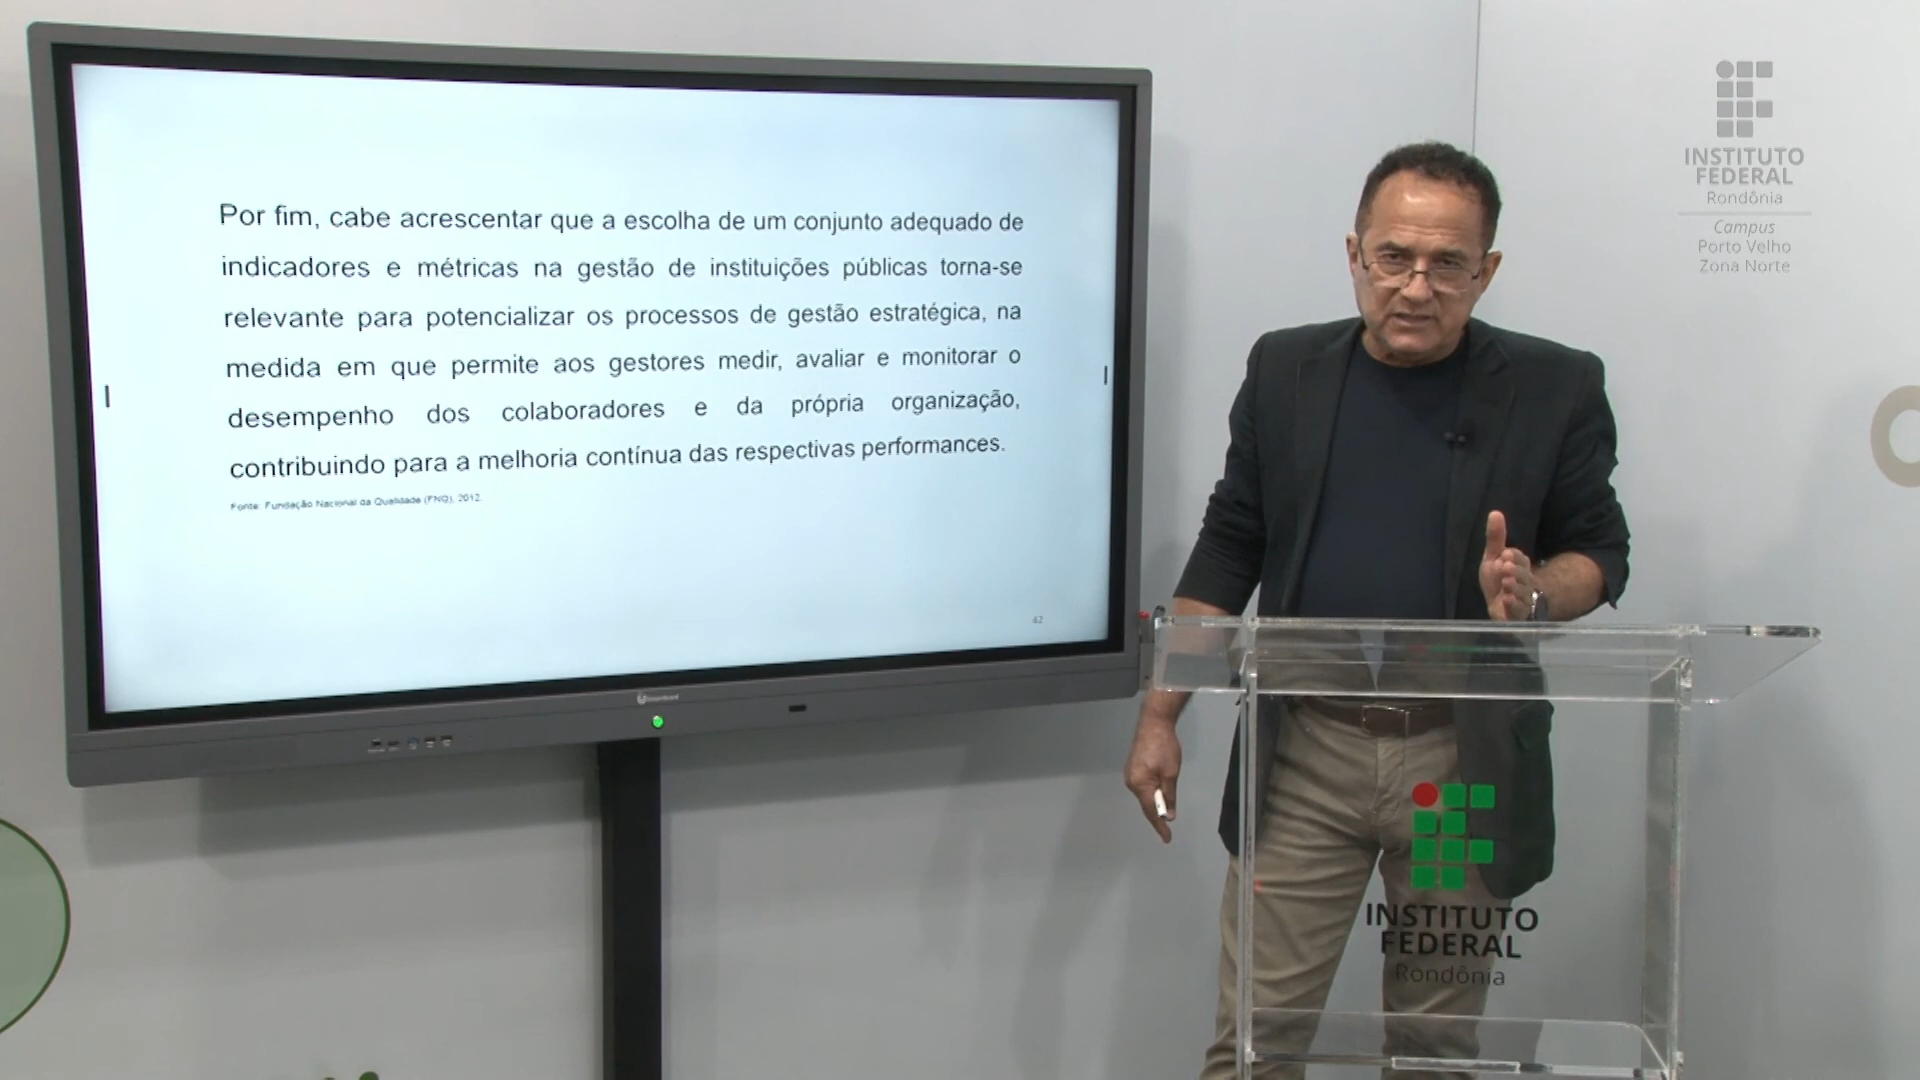 Por fim, cabe acrescentar que a escolha de um conjunto adequado de
indicadores e métricas na gestão de instituições públicas torna-se
relevante para potencializar os processos de gestão estratégica, na
medida em que permite aos gestores medir, avaliar e monitorar o
desempenho dos colaboradores e da própria organização,
contribuindo para a melhoria contínua das respectivas performances.
Fonte: Fundação Nacional da Qualidade (FNQ), 2012.
42
INSTITUTO
FEDERAL
Rondônia
Campus
Porto Velho
Zona Norte
INSTITUTO
FEDERAL
Rondônia